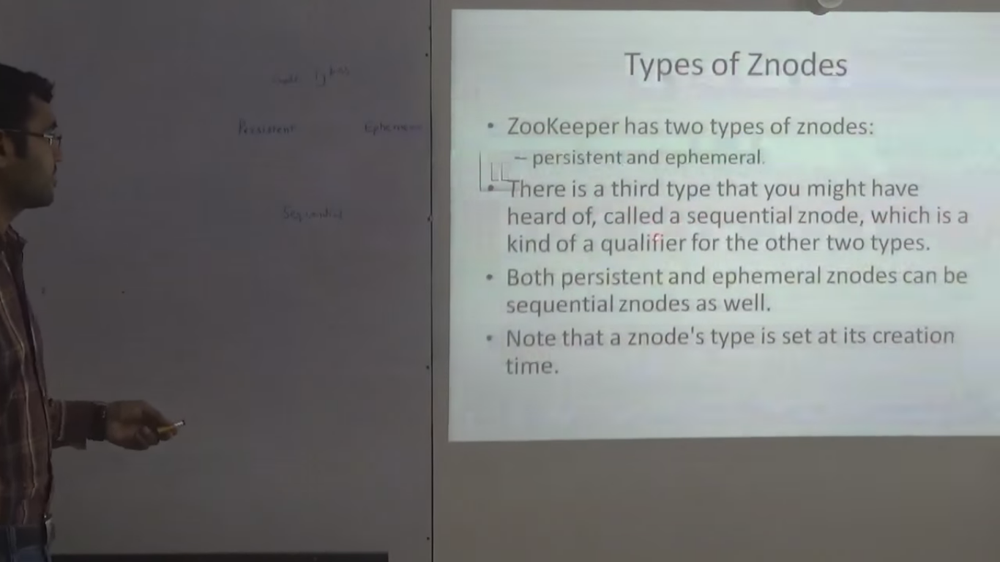 Persistent
Sequential
Types of Znodes
• ZooKeeper has two types of znodes:
– persistent and ephemeral.
• There is a third type that you might have
heard of, called a sequential znode, which is a
kind of a qualifier for the other two types.
• Both persistent and ephemeral znodes can be
sequential znodes as well.
• Note that a znode's type is set at its creation
time.